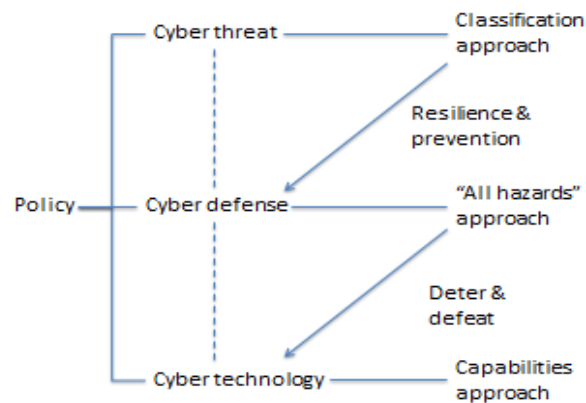 Cyber threat
Classification
approach
Resilience &
prevention
Policy
Cyber defense
“All hazards”
approach
Deter &
defeat
Cyber technology
Capabilities
approach